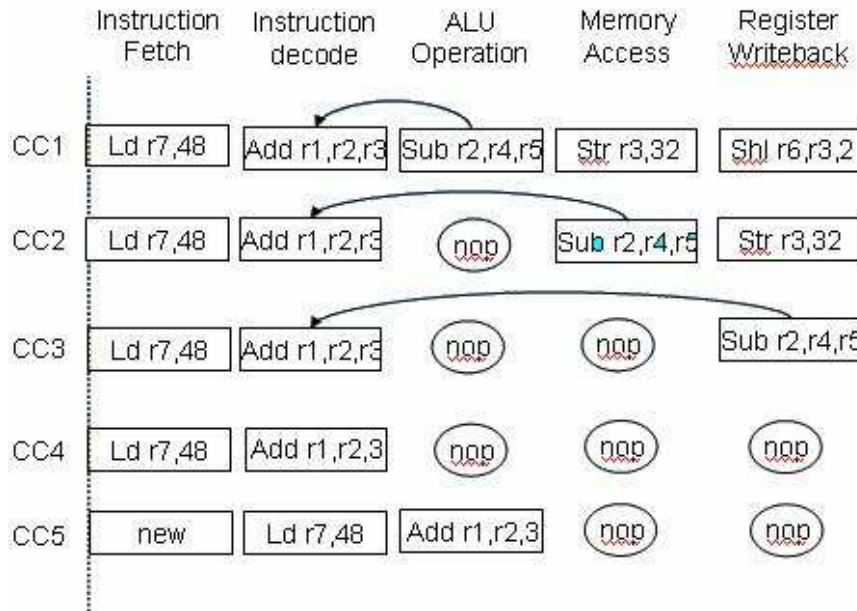 Instruction Fetch
Instruction decode
ALU Operation
Memory Access
Register Writeback
CC1 Ld r7,48 Add r1,r2,r3 Sub r2,r4,r5 Str r3,32 Shl r6,r3,2
CC2 Ld r7,48 Add r1,r2,r3 nop Sub r2,r4,r5 Str r3,32
CC3 Ld r7,48 Add r1,r2,r3 nop nop Sub r2,r4,r5
CC4 Ld r7,48 Add r1,r2,3 nop nop nop
CC5 new Ld r7,48 Add r1,r2,3 nop nop